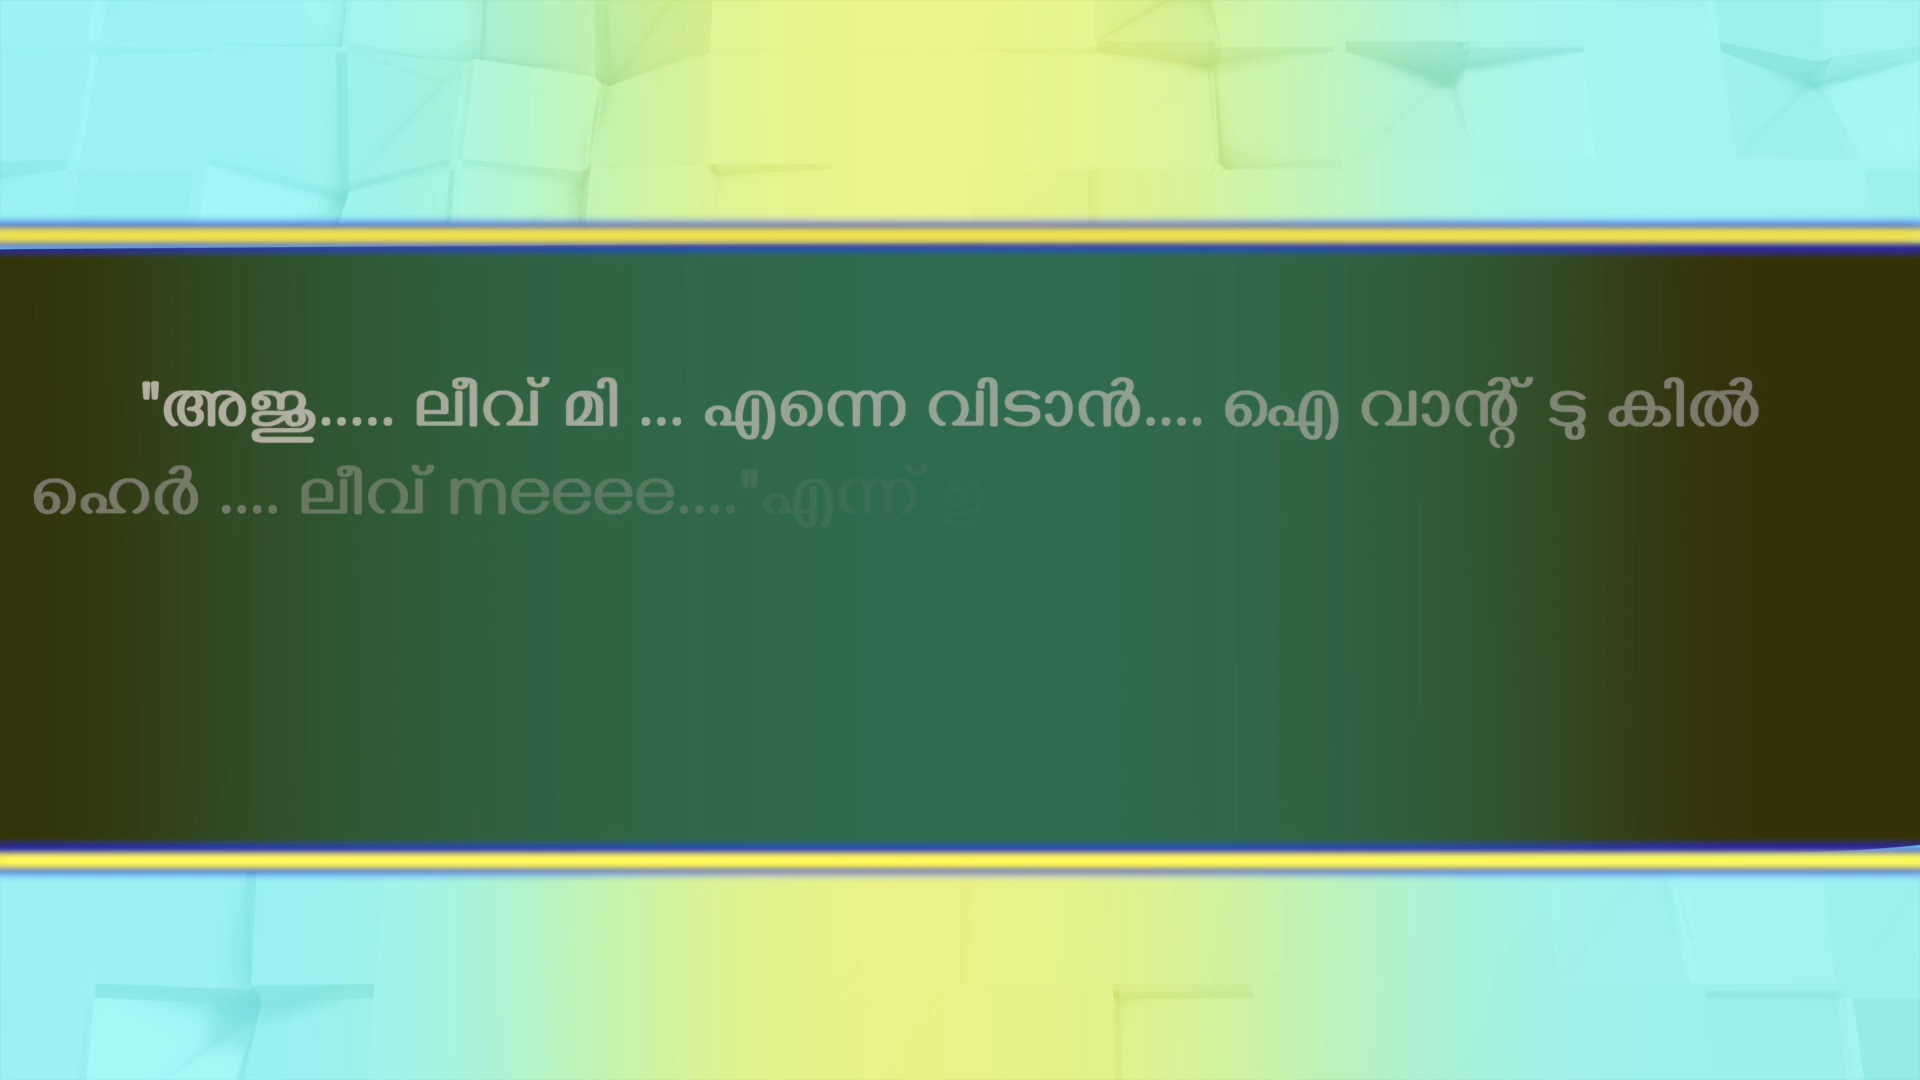 "അജു..... ലീവ് മി ... എന്നെ വിടാൻ.... ഐ വാന്റ് ടു കിൽ
ഹെർ .... ലീവ് meeee...."എന്ന് ഉ